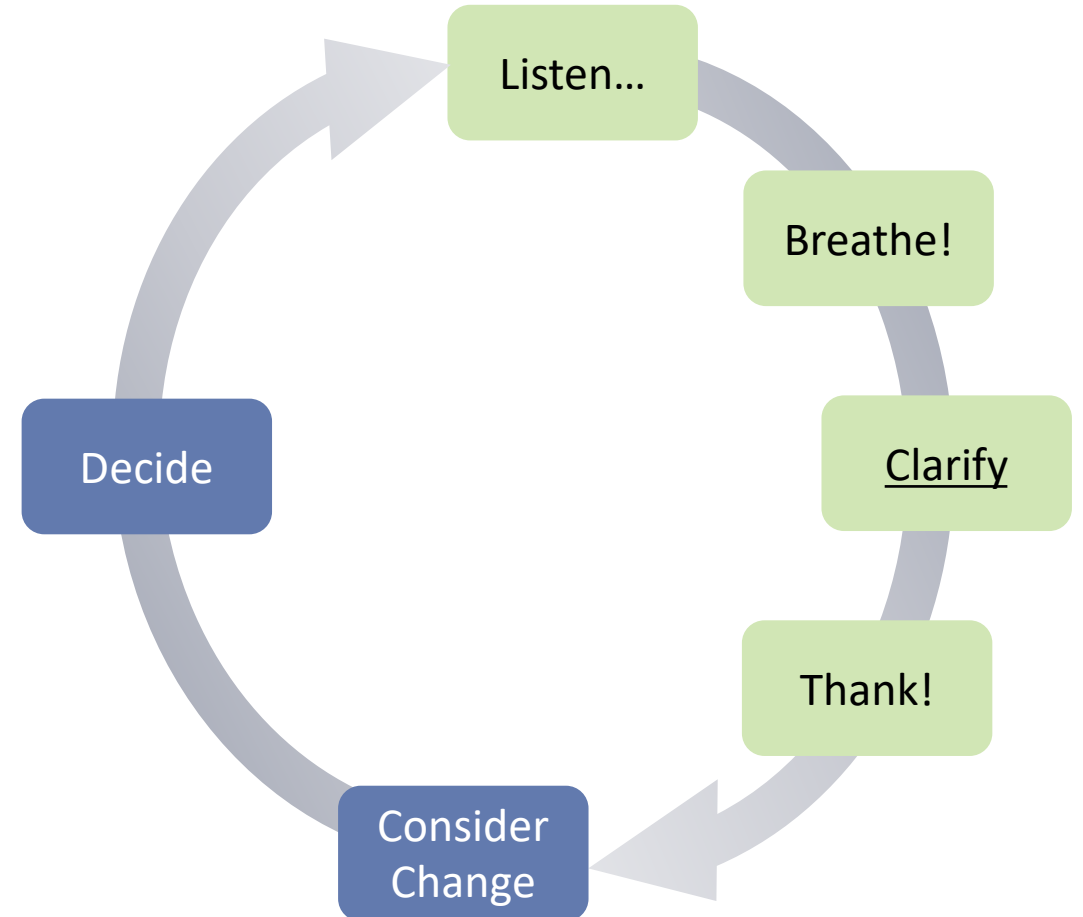 Listen…
Breathe!
Clarify
Thank!
Consider
Change
Decide